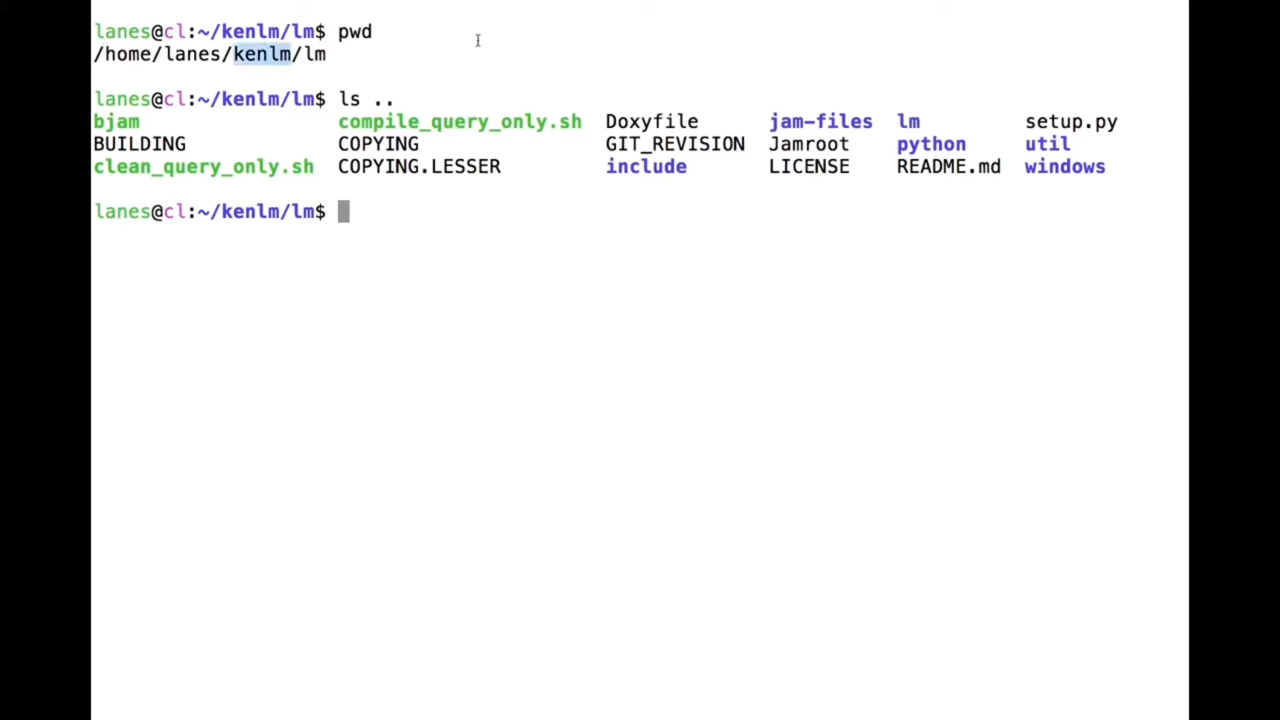 lanes@cl:~/kenlm/lm$ pwd
/home/lanes/kenlm/lm
lanes@cl:~/kenlm/lm$ ls ..
bjam compile_query_only.sh Doxyfile jam-files lm setup.py
BUILDING COPYING GIT_REVISION Jamroot python util
clean_query_only.sh COPYING.LESSER include LICENSE README.md windows
lanes@cl:~/kenlm/lm$